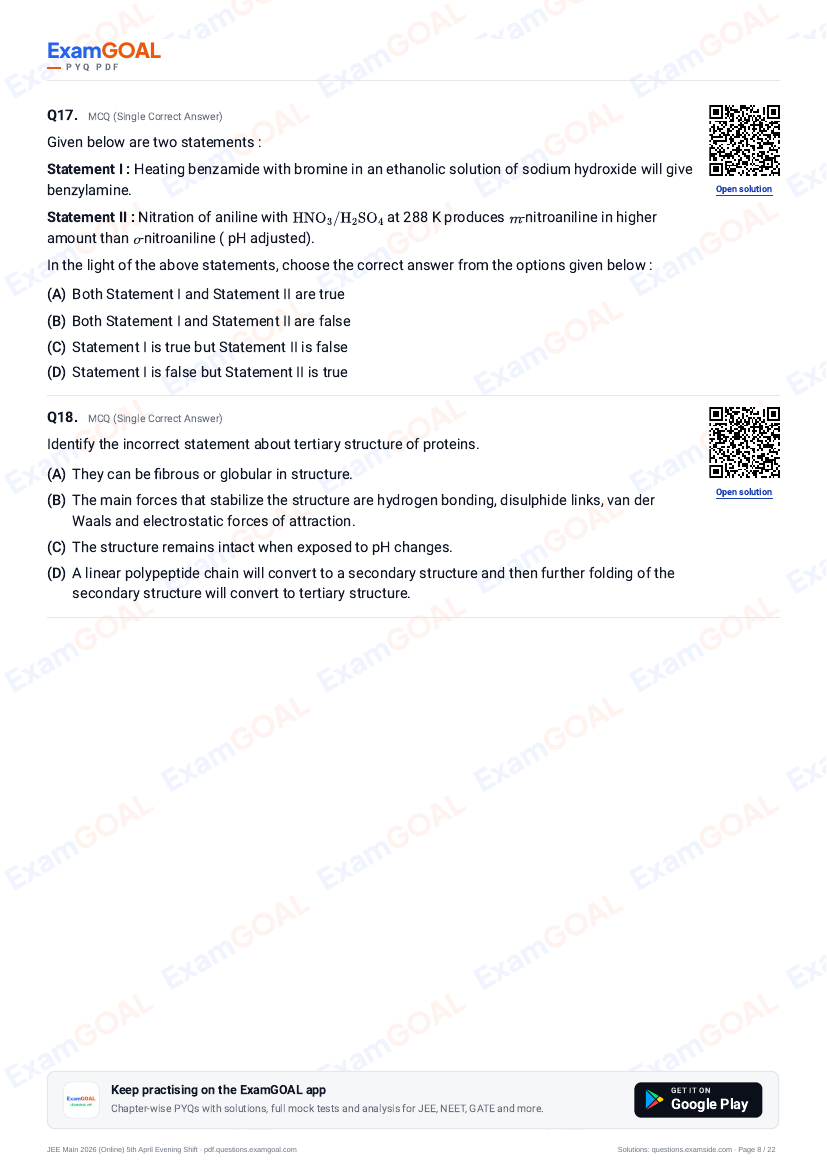 ExamGOAL
PYQ PDF
Q17. MCQ (Single Correct Answer)
Given below are two statements :
Statement I : Heating benzamide with bromine in an ethanolic solution of sodium hydroxide will give
benzylamine.
Statement II : Nitration of aniline with HNO₃/H₂SO₄ at 288 K produces m-nitroaniline in higher
amount than o-nitroaniline ( pH adjusted).
In the light of the above statements, choose the correct answer from the options given below :
(A) Both Statement I and Statement II are true
(B) Both Statement I and Statement II are false
(C) Statement I is true but Statement II is false
(D) Statement I is false but Statement II is true
Open solution
Q18. MCQ (Single Correct Answer)
Identify the incorrect statement about tertiary structure of proteins.
(A) They can be fibrous or globular in structure.
(B) The main forces that stabilize the structure are hydrogen bonding, disulphide links, van der
Waals and electrostatic forces of attraction.
(C) The structure remains intact when exposed to pH changes.
(D) A linear polypeptide chain will convert to a secondary structure and then further folding of the
secondary structure will convert to tertiary structure.
Open solution
ExamGOAL
Keep practising on the ExamGOAL app
Chapter-wise PYQs with solutions, full mock tests and analysis for JEE, NEET, GATE and more.
GET IT ON
Google Play
JEE Main 2026 (Online) 5th April Evening Shift · pdf.questions.examgoal.com
Solutions: questions.examside.com · Page 8 / 22